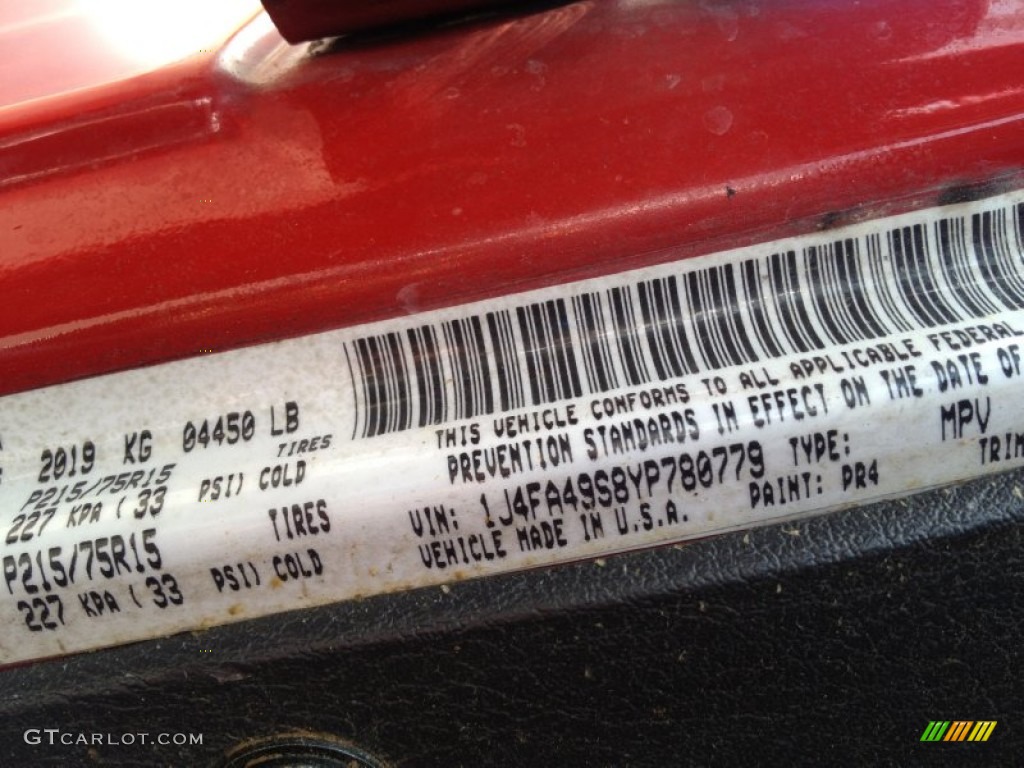 2019 KG 04450 LB
P215/75R15 TIRES
227 KPA ( 33 PSI) COLD
P215/75R15 TIRES
227 KPA ( 33 PSI) COLD
THIS VEHICLE CONFORMS TO ALL APPLICABLE FEDERAL
PREVENTION STANDARDS IN EFFECT ON THE DATE OF
VIN: 1J4FA49S8YP780779 TYPE: MPV
VEHICLE MADE IN U.S.A. PAINT: PR4 TRIM
GTCARLOT.COM